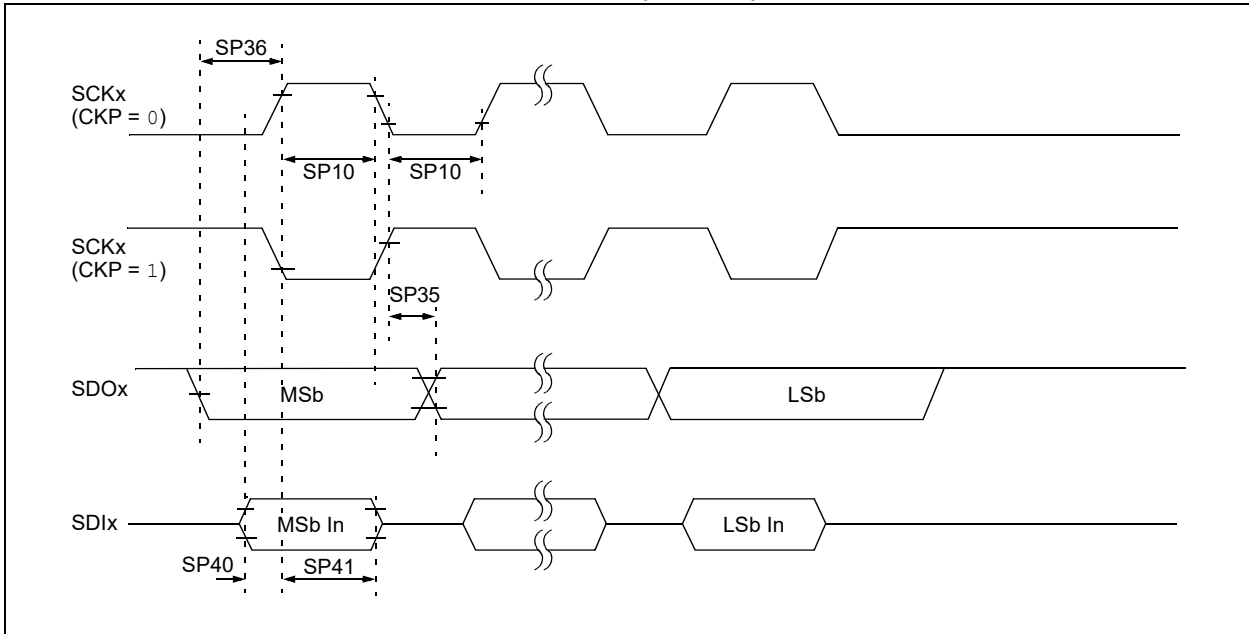 SP36
SCKx
(CKP = 0)
SP10 SP10
SCKx
(CKP = 1)
SP35
SDOx MSb LSb
SDIx MSb In LSb In
SP40 SP41